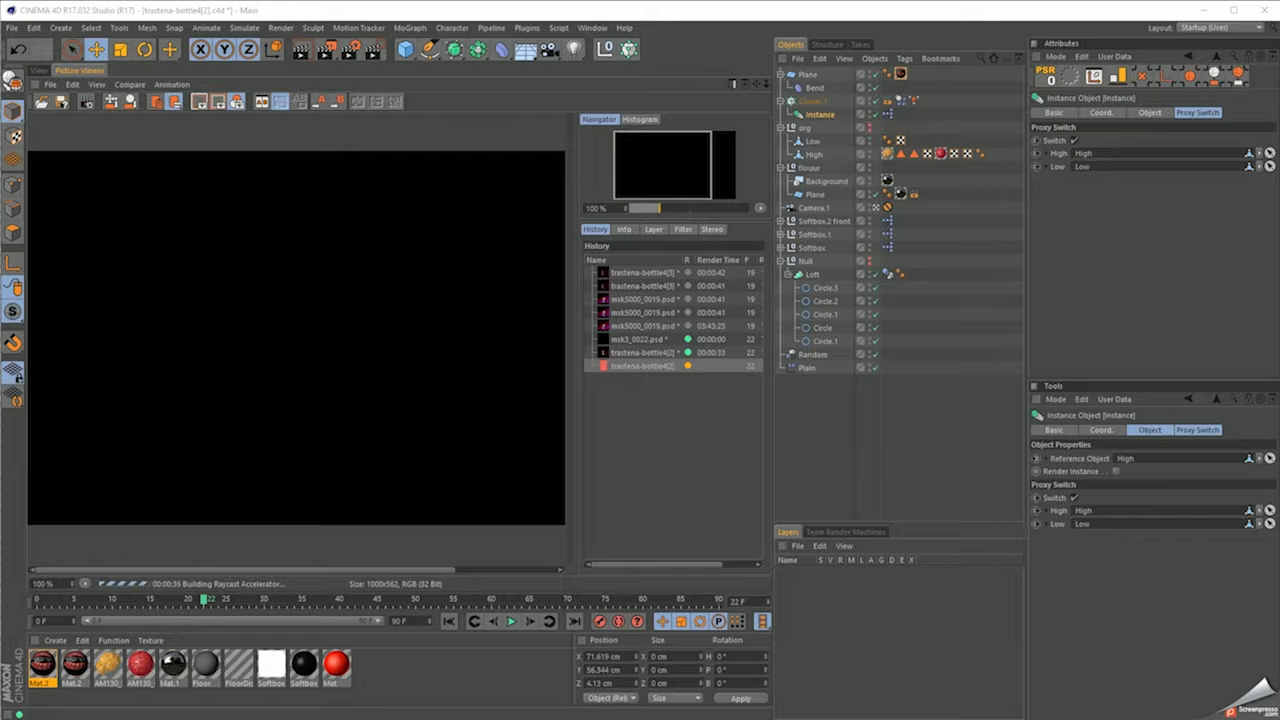 CINEMA 4D R17.032 Studio (R17) - [trastena-bottle4[2].c4d *] - Main
File Edit Create Select Tools Mesh Snap Animate Simulate Render Sculpt Motion Tracker MoGraph Character Pipeline Plugins Script Window Help
Layout: Startup (User)
X Y Z
View Picture Viewer
File Edit View Compare Animation
Navigator Histogram
100 %
History Info Layer Filter Stereo
History
Name R Render Time F R
trastena-bottle4[3] * 00:00:42 19
trastena-bottle4[3] * 00:00:41 19
msk5000_0019.psd * 00:00:41 19
msk5000_0019.psd * 00:00:41 19
msk5000_0019.psd * 03:43:25 19
msk3_0022.psd * 00:00:00 22
trastena-bottle4[2] * 00:00:33 22
trastena-bottle4[2] 22
100 % 00:00:35 Building Raycast Accelerator... Size: 1000x562, RGB (32 Bit)
0 5 10 15 20 22 25 30 35 40 45 50 55 60 65 70 75 80 85 90 22 F
0 F 0 F 90 F 90 F
Create Edit Function Texture
Mat.2 Mat.2 AM130_ AM130_ Mat.1 Floor FloorDis Softbox Softbox Mat
MAXON CINEMA 4D
Position Size Rotation
X 71.619 cm X 0 cm H 0 °
Y 56.344 cm Y 0 cm P 0 °
Z 4.13 cm Z 0 cm B 0 °
Object (Rel) Size Apply
Objects Structure Takes
File Edit View Objects Tags Bookmarks
Plane
Bend
Cloner.1
Instance
org
Low
High
flouur
Background
Plane
Camera.1
Softbox.2 front
Softbox.1
Softbox
Null
Loft
Circle.3
Circle.2
Circle.1
Circle
Circle.1
Random
Plain
Layers Team Render Machines
File Edit View
Name S V R M L A G D E X
Attributes
Mode Edit User Data
PSR
0
Instance Object [Instance]
Basic Coord. Object Proxy Switch
Proxy Switch
Switch
High High
Low Low
Tools
Mode Edit User Data
Instance Object [Instance]
Basic Coord. Object Proxy Switch
Object Properties
Reference Object High
Render Instance . .
Proxy Switch
Switch
High High
Low Low
Screenpresso.com